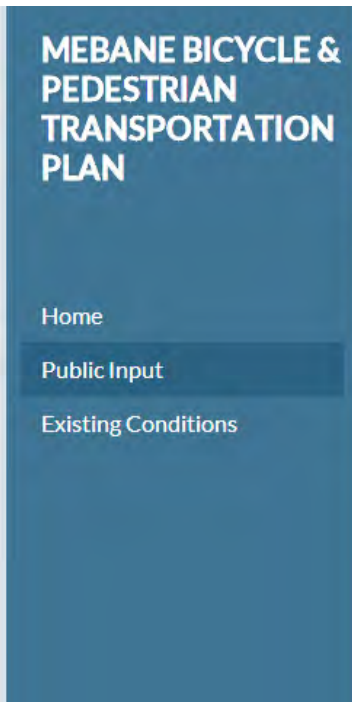 MEBANE BICYCLE &
PEDESTRIAN
TRANSPORTATION
PLAN
Home
Public Input
Existing Conditions